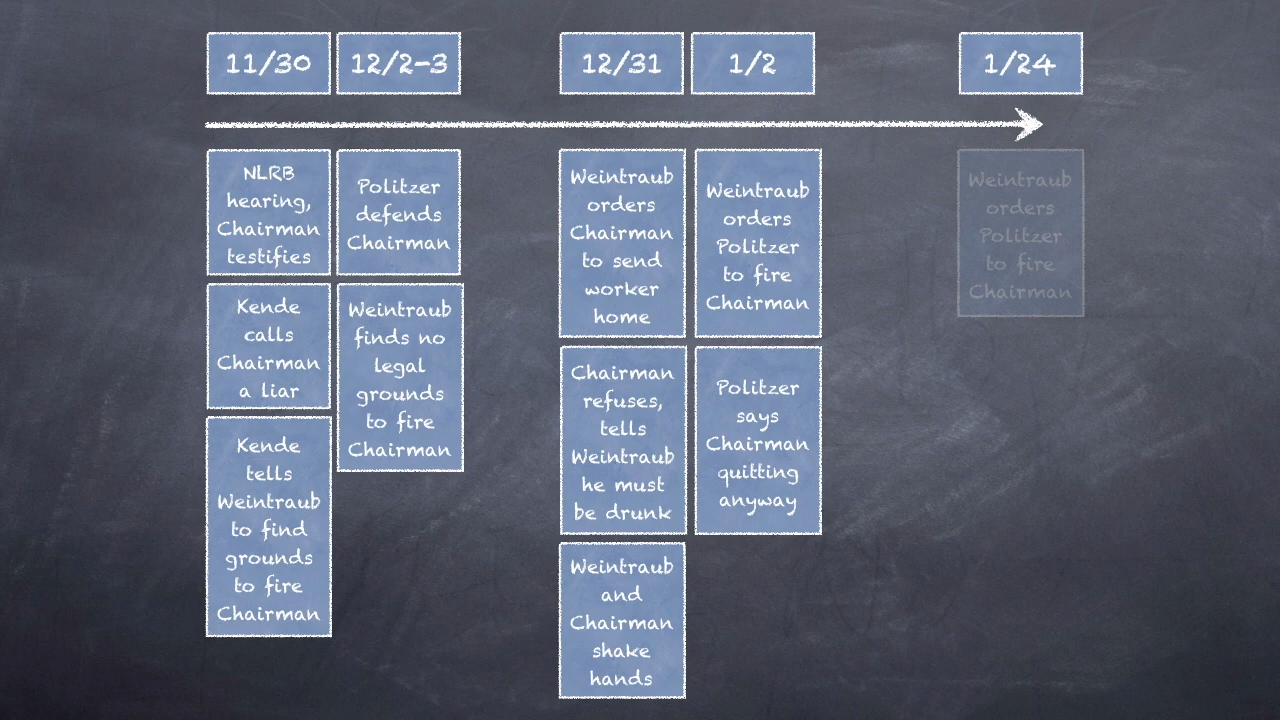 11/30
12/2-3
12/31
1/2
1/24
NLRB
hearing,
Chairman
testifies
Kende
calls
Chairman
a liar
Kende
tells
Weintraub
to find
grounds
to fire
Chairman
Politzer
defends
Chairman
Weintraub
finds no
legal
grounds
to fire
Chairman
Weintraub
orders
Chairman
to send
worker
home
Chairman
refuses,
tells
Weintraub
he must
be drunk
Weintraub
and
Chairman
shake
hands
Weintraub
orders
Politzer
to fire
Chairman
Politzer
says
Chairman
quitting
anyway
Weintraub
orders
Politzer
to fire
Chairman